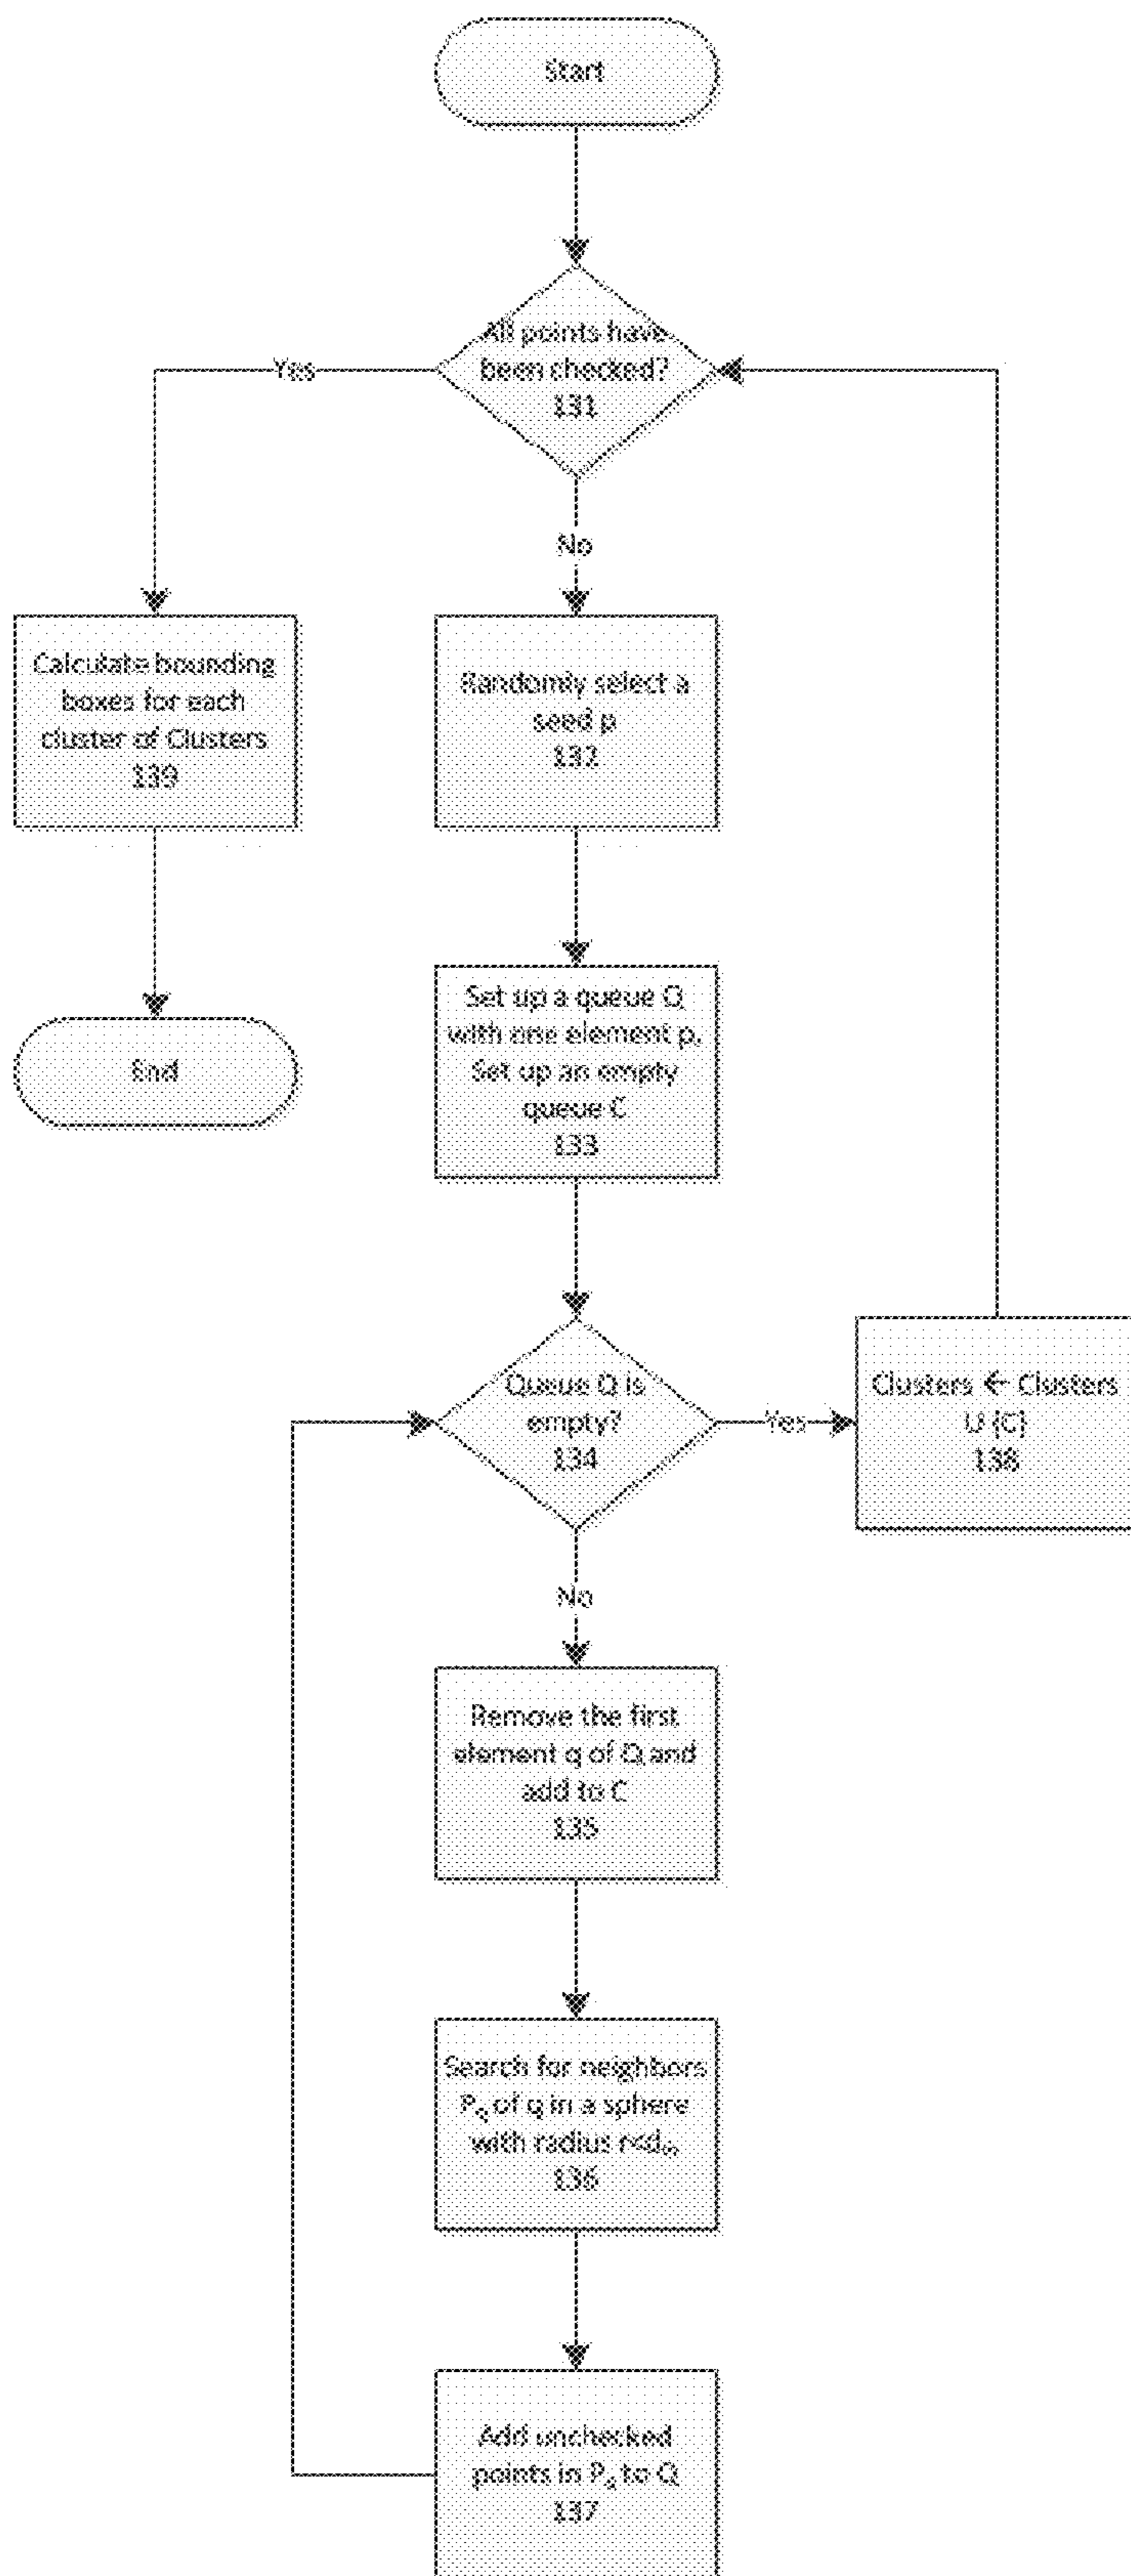 Start
All points have
been checked?
131
Yes
No
Calculate bounding
boxes for each
cluster of Clusters
139
Randomly select a
seed p
132
Set up a queue Q
with one element p.
Set up an empty
queue C
133
End
Queue Q is
empty?
134
Yes
Clusters ← Clusters
U {C}
138
No
Remove the first
element q of Q and
add to C
135
Search for neighbors
Pq of q in a sphere
with radius r<dth
136
Add unchecked
points in Pq to Q
137